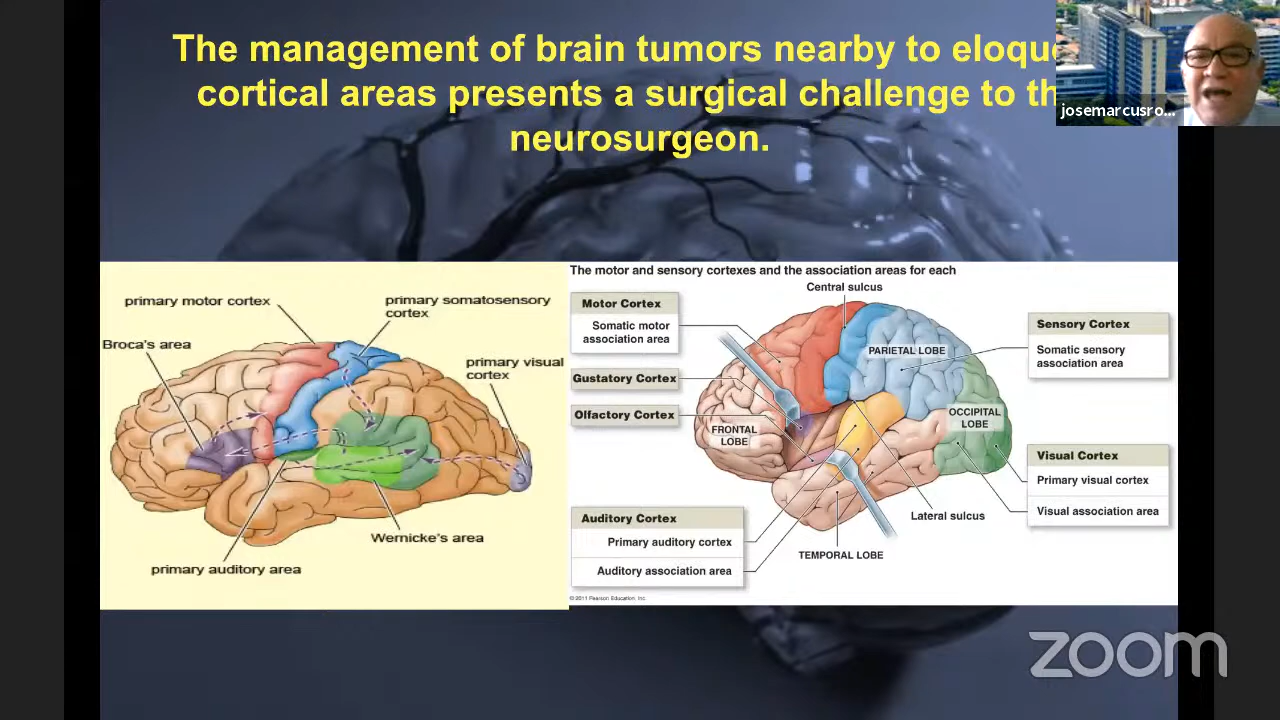 The management of brain tumors nearby to
cortical areas presents a surgical challenge to
neurosurgeon.
josemarcusro...
primary motor cortex
primary somatosensory
cortex
Broca's area
primary visual
cortex
Wernicke's area
primary auditory area
The motor and sensory cortexes and the association areas for each
Central sulcus
Motor Cortex
Somatic motor
association area
Gustatory Cortex
Olfactory Cortex
FRONTAL
LOBE
PARIETAL LOBE
OCCIPITAL
LOBE
Sensory Cortex
Somatic sensory
association area
Visual Cortex
Primary visual cortex
Visual association area
Lateral sulcus
TEMPORAL LOBE
Auditory Cortex
Primary auditory cortex
Auditory association area
© 2011 Pearson Education, Inc.
zoom